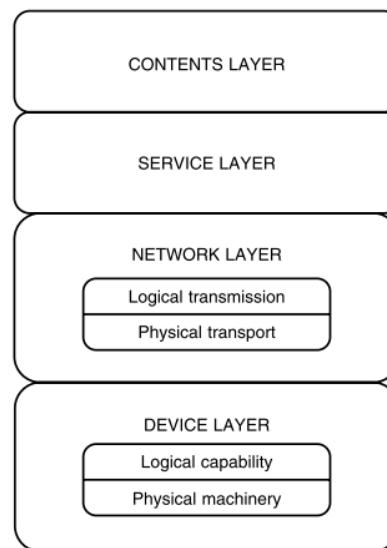 CONTENTS LAYER
SERVICE LAYER
NETWORK LAYER
Logical transmission
Physical transport
DEVICE LAYER
Logical capability
Physical machinery